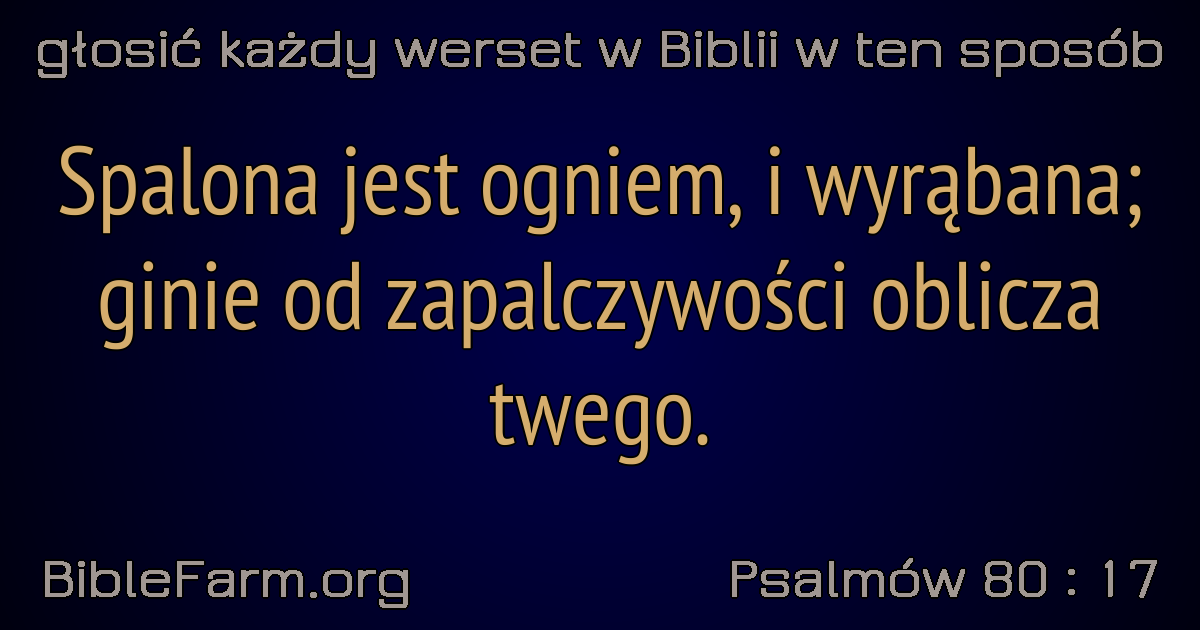 głosić każdy werset w Biblii w ten sposób
Spalona jest ogniem, i wyrąbana;
ginie od zapalczywości oblicza
twego.
BibleFarm.org
Psalmów 80 : 17